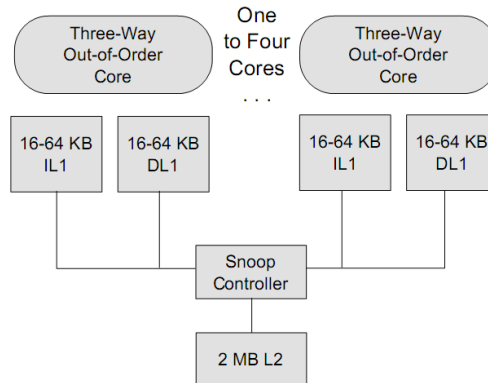 Three-Way
Out-of-Order
Core
One
to Four
Cores
. . .
Three-Way
Out-of-Order
Core
16-64 KB
IL1
16-64 KB
DL1
16-64 KB
IL1
16-64 KB
DL1
Snoop
Controller
2 MB L2